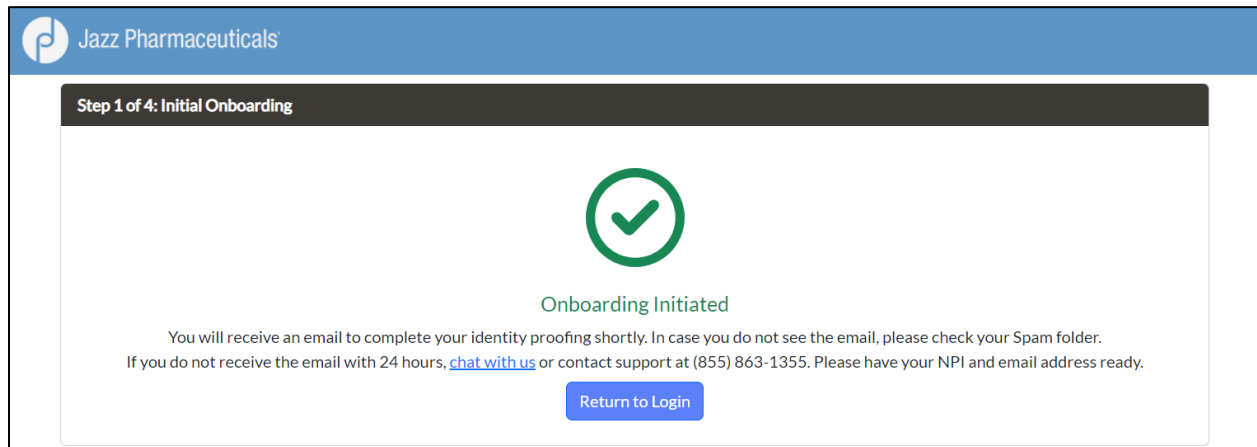 Jazz Pharmaceuticals
Step 1 of 4: Initial Onboarding
Onboarding Initiated
You will receive an email to complete your identity proofing shortly. In case you do not see the email, please check your Spam folder.
If you do not receive the email with 24 hours, chat with us or contact support at (855) 863-1355. Please have your NPI and email address ready.
Return to Login